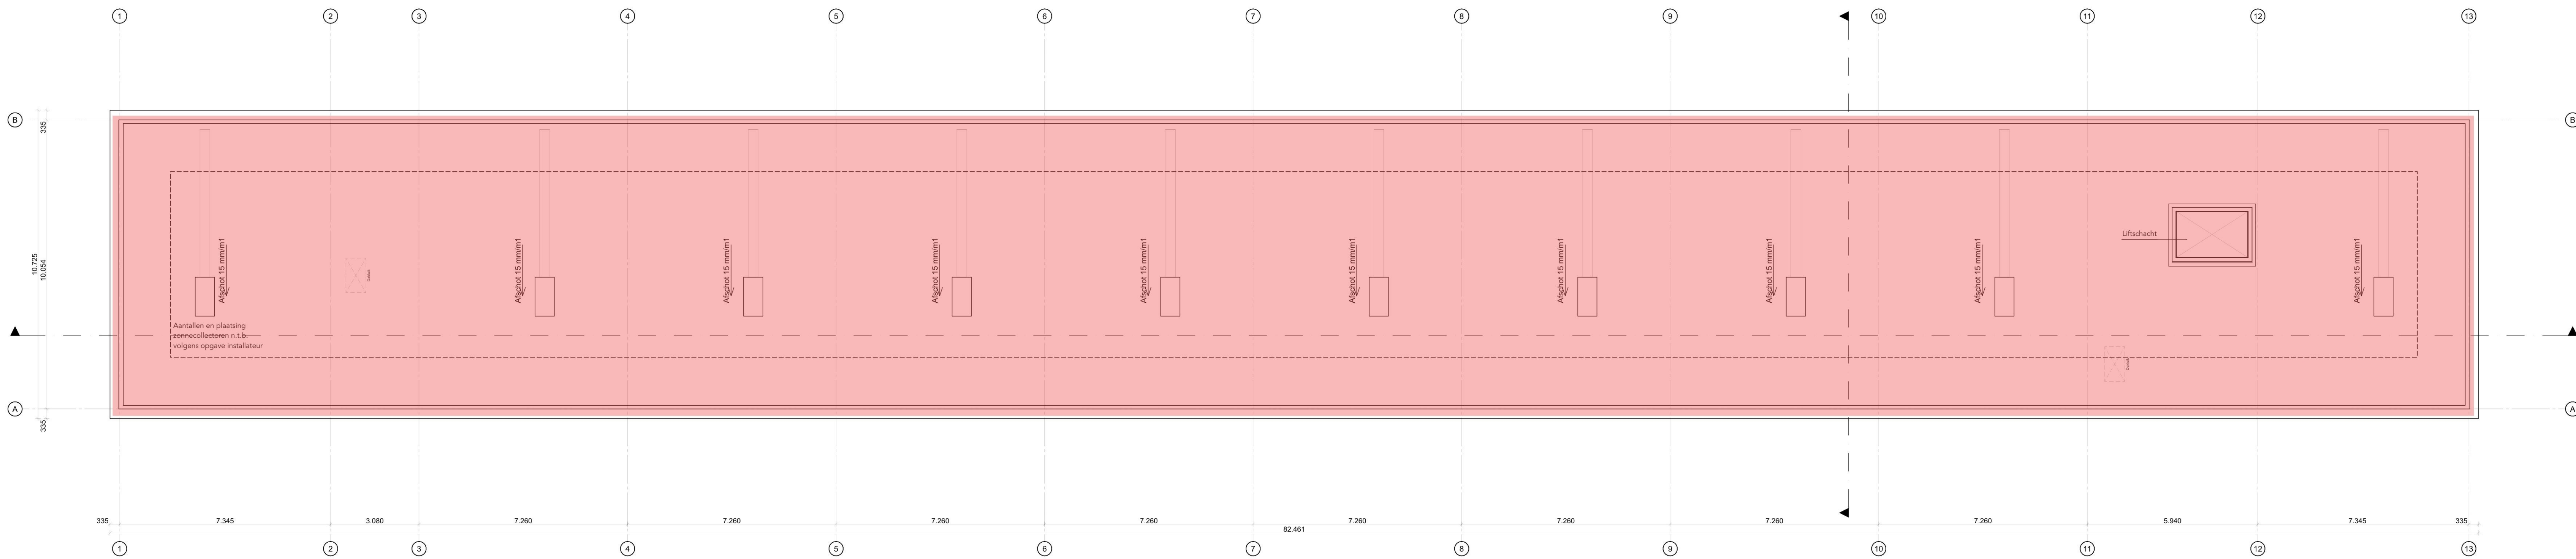 1 2 3 4 5 6 7 8 9 10 11 12 13
B B
335
Afschot 15 mm/m1
Afschot 15 mm/m1
Afschot 15 mm/m1
Afschot 15 mm/m1
Afschot 15 mm/m1
Afschot 15 mm/m1
Afschot 15 mm/m1
Afschot 15 mm/m1
Afschot 15 mm/m1
Afschot 15 mm/m1
Liftschacht
10.725
10.054
Aantallen en plaatsing
zonnecollectoren n.t.b.
volgens opgave installateur
A A
335
335 7.345 3.080 7.260 7.260 7.260 7.260 7.260 7.260 7.260 7.260 5.940 7.345 335
82.461
1 2 3 4 5 6 7 8 9 10 11 12 13